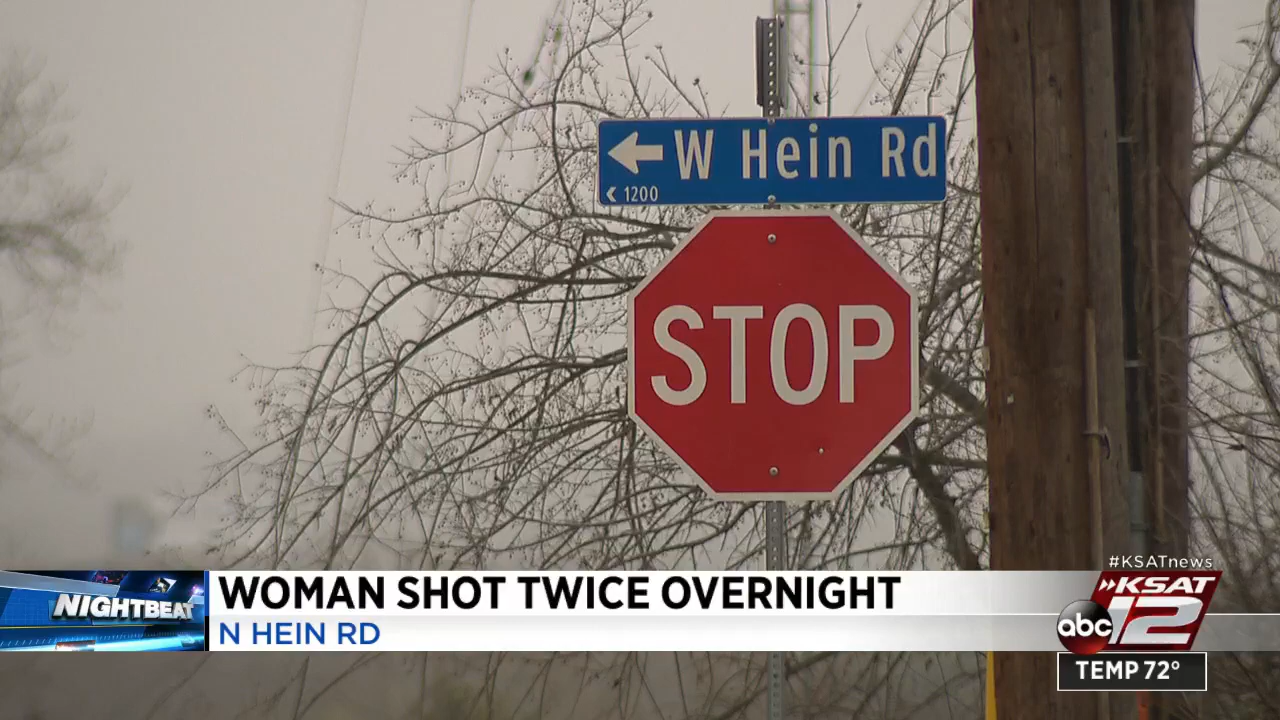 W Hein Rd
1200
STOP
#KSATnews
NIGHTBEAT
WOMAN SHOT TWICE OVERNIGHT
N HEIN RD
KSAT
abc 12
TEMP 72°